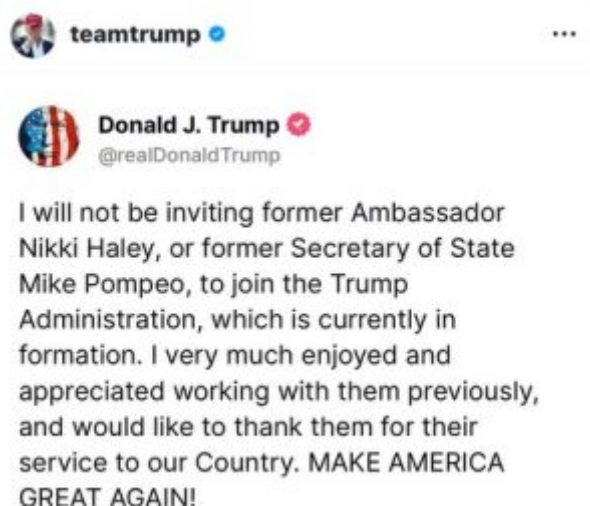 teamtrump
Donald J. Trump
@realDonaldTrump
I will not be inviting former Ambassador
Nikki Haley, or former Secretary of State
Mike Pompeo, to join the Trump
Administration, which is currently in
formation. I very much enjoyed and
appreciated working with them previously,
and would like to thank them for their
service to our Country. MAKE AMERICA
GREAT AGAIN!